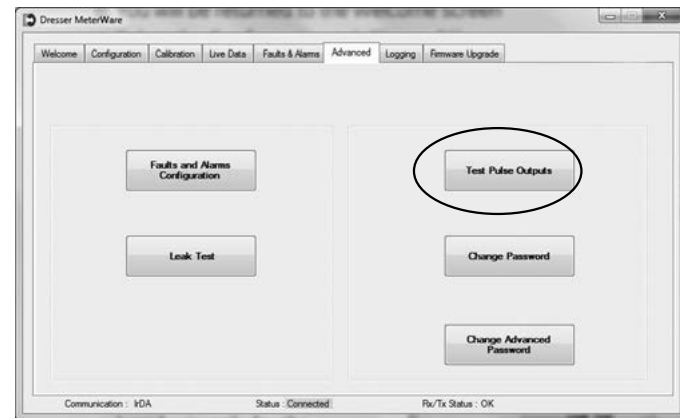 Dresser MeterWare
Welcome Configuration Calibration Live Data Faults & Alarms Advanced Logging Firmware Upgrade
Faults and Alarms
Configuration
Test Pulse Outputs
Leak Test
Change Password
Change Advanced
Password
Communication : IrDA Status : Connected Rx/Tx Status : OK